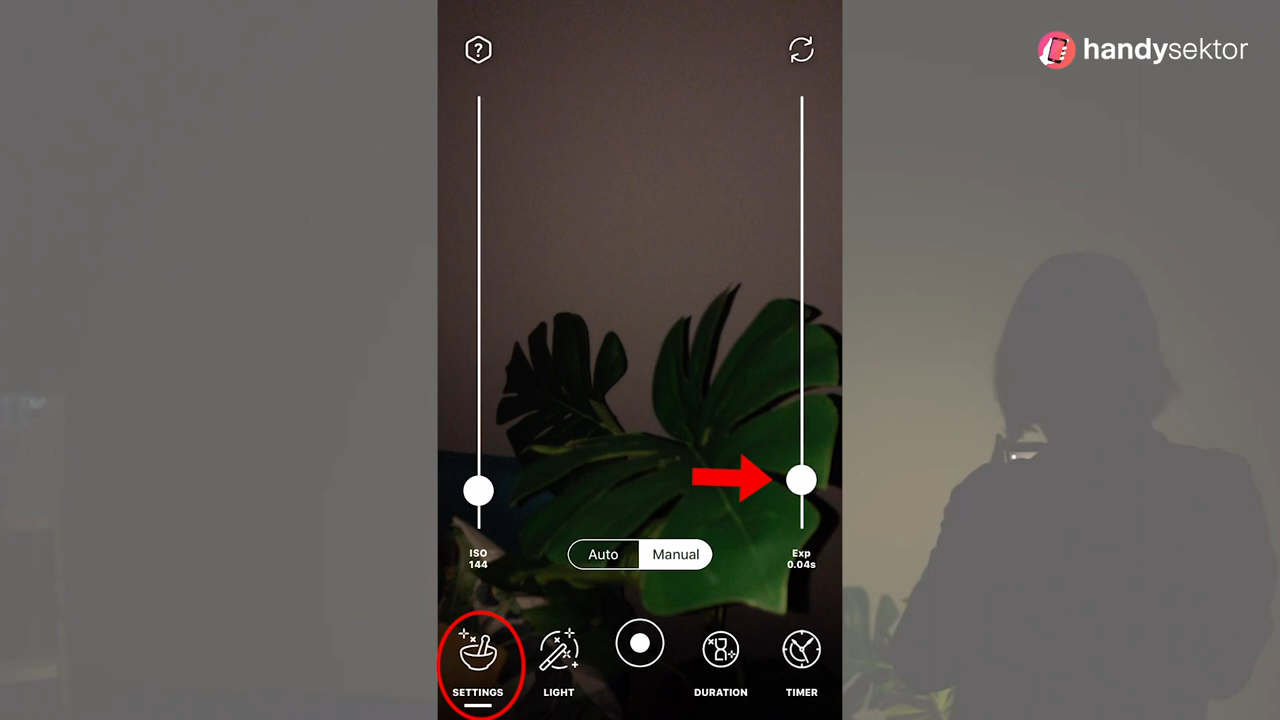 handysektor
?
ISO
144
Auto
Manual
Exp
0.04s
SETTINGS
LIGHT
DURATION
TIMER